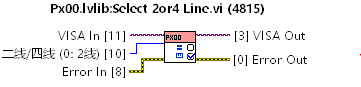 Px00.lvlib:Select 2or4 Line.vi (4815)
VISA In [11] PX00 [3] VISA Out
二线/四线 (0: 2线) [10] [0] Error Out
Error In [8]